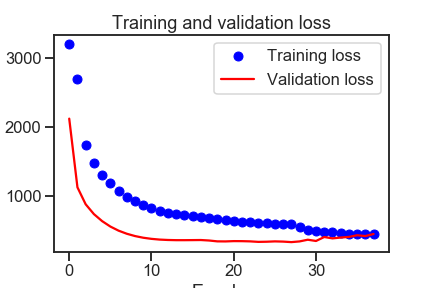 Training and validation loss
Training loss
Validation loss
3000
2000
1000
0 10 20 30